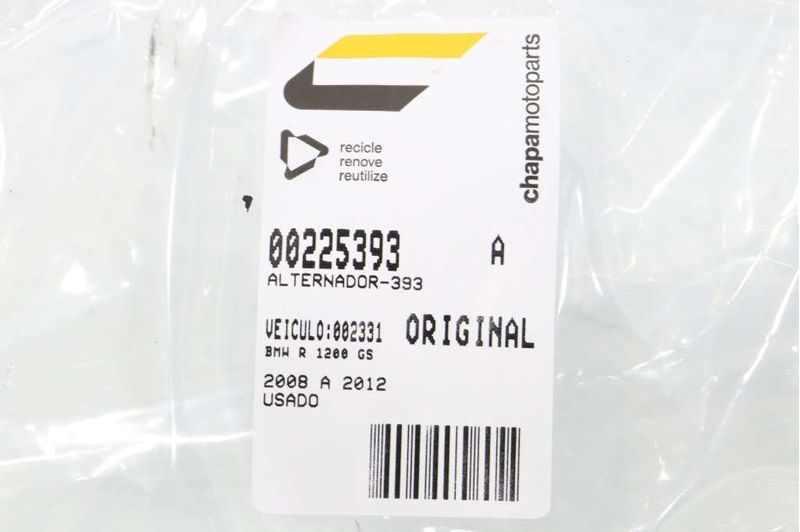 chapamotoparts
recicle
renove
reutilize
00225393 A
ALTERNADOR-393
VEICULO:002331 ORIGINAL
BMW R 1200 GS
2008 A 2012
USADO